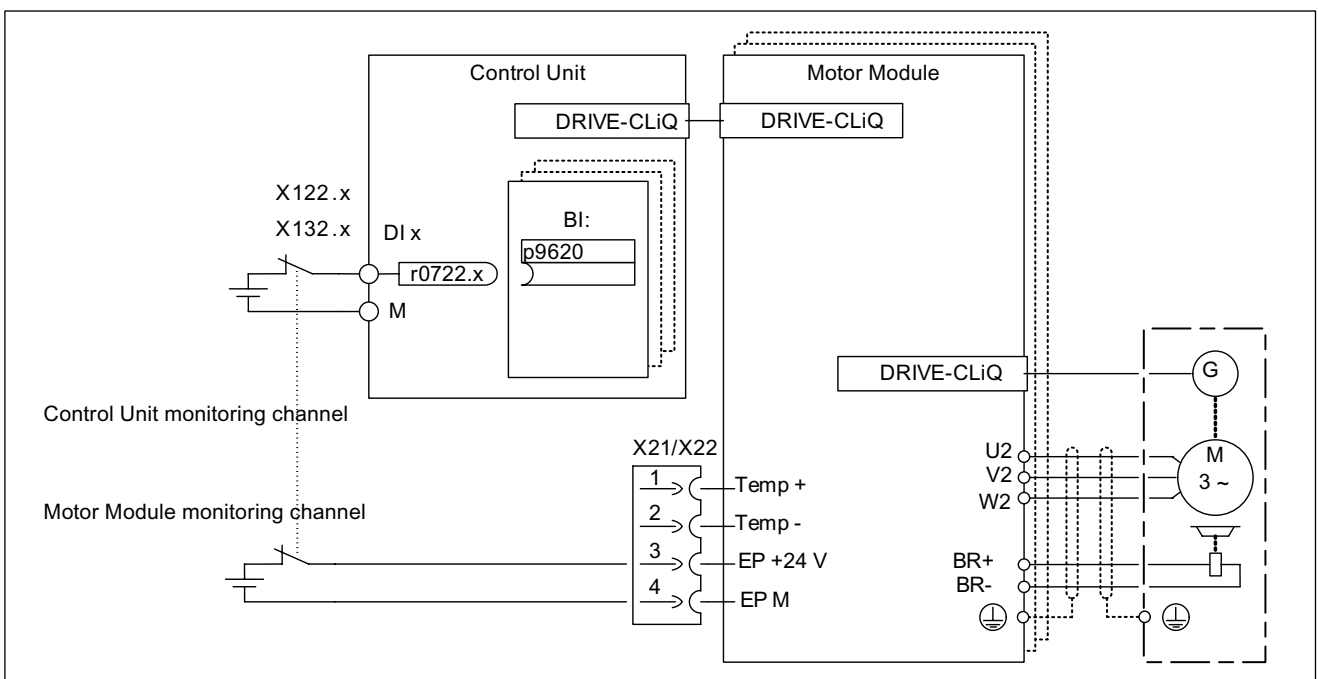 Control Unit
Motor Module
DRIVE-CLiQ
DRIVE-CLiQ
X122.x
X132.x
DI x
BI:
p9620
r0722.x
M
DRIVE-CLiQ
G
Control Unit monitoring channel
X21/X22
U2
M
1
Temp +
V2
3 ~
W2
Motor Module monitoring channel
2
Temp -
3
EP +24 V
BR+
4
BR-
EP M